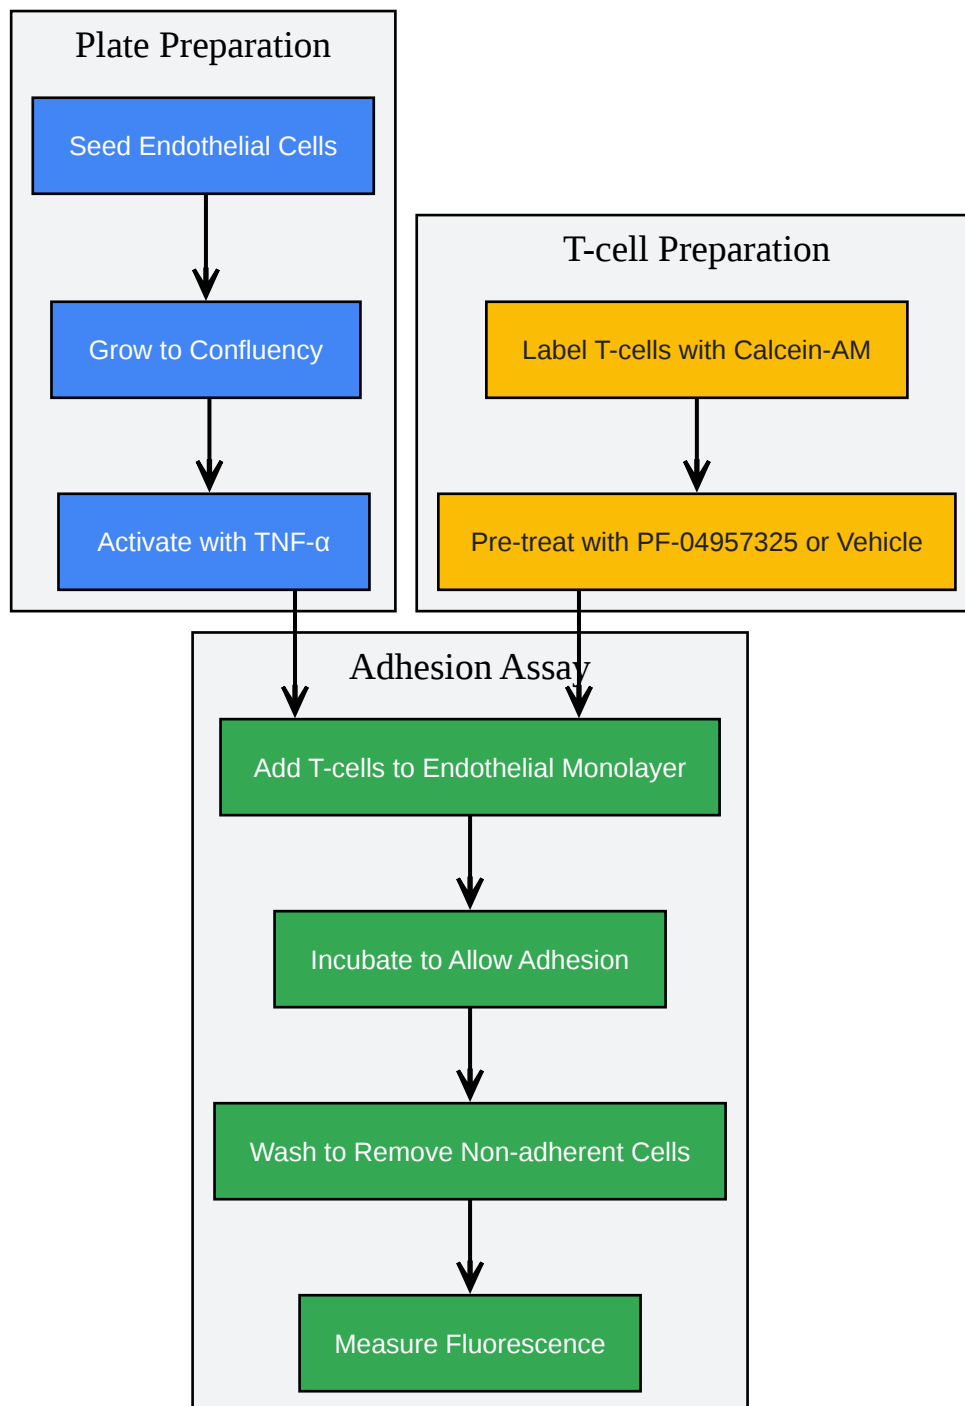 Plate Preparation
Seed Endothelial Cells
Grow to Confluency
Activate with TNF-α
T-cell Preparation
Label T-cells with Calcein-AM
Pre-treat with PF-04957325 or Vehicle
Adhesion Assay
Add T-cells to Endothelial Monolayer
Incubate to Allow Adhesion
Wash to Remove Non-adherent Cells
Measure Fluorescence